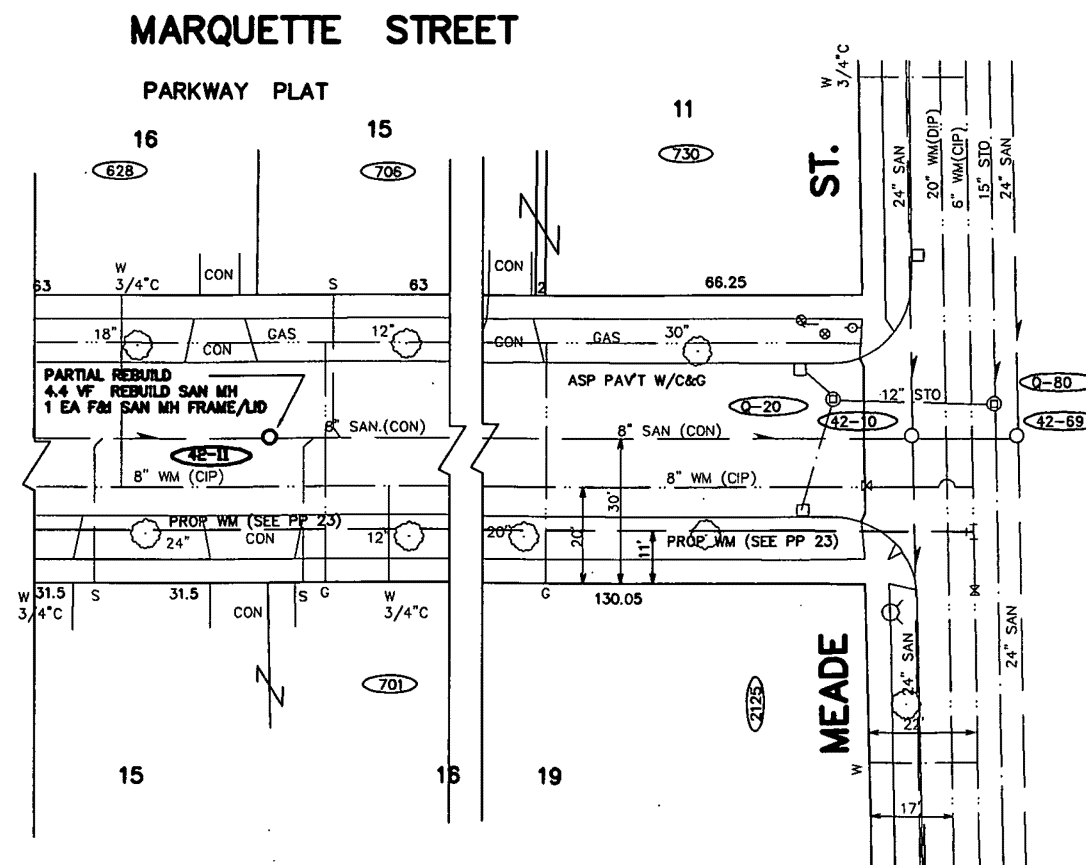 MARQUETTE STREET
PARKWAY PLAT
16
15
11
628
706
730
ST.
W
3/4"C
24" SAN
20" WM(DIP)
6" WM(CIP)
15" STO
24" SAN
63
W
3/4"C
CON
S
63
CON
2
66.25
18"
CON
GAS
12"
CON
GAS
30"
PARTIAL REBUILD
4.4 VF REBUILD SAN MH
1 EA F&I SAN MH FRAME/LID
ASP PAV'T W/C&G
Q-20
12" STO
Q-80
42-10
42-69
8" SAN.(CON)
8" SAN (CON)
42-11
8" WM (CIP)
8" WM (CIP)
30'
20'
11'
PROP WM (SEE PP 23)
24"
CON
12"
20"
PROP WM (SEE PP 23)
W
3/4"C
31.5
S
31.5
CON
S
G
W
3/4"C
G
130.05
24" SAN
24" SAN
701
2125
MEADE
22'
W
17'
15
16
19